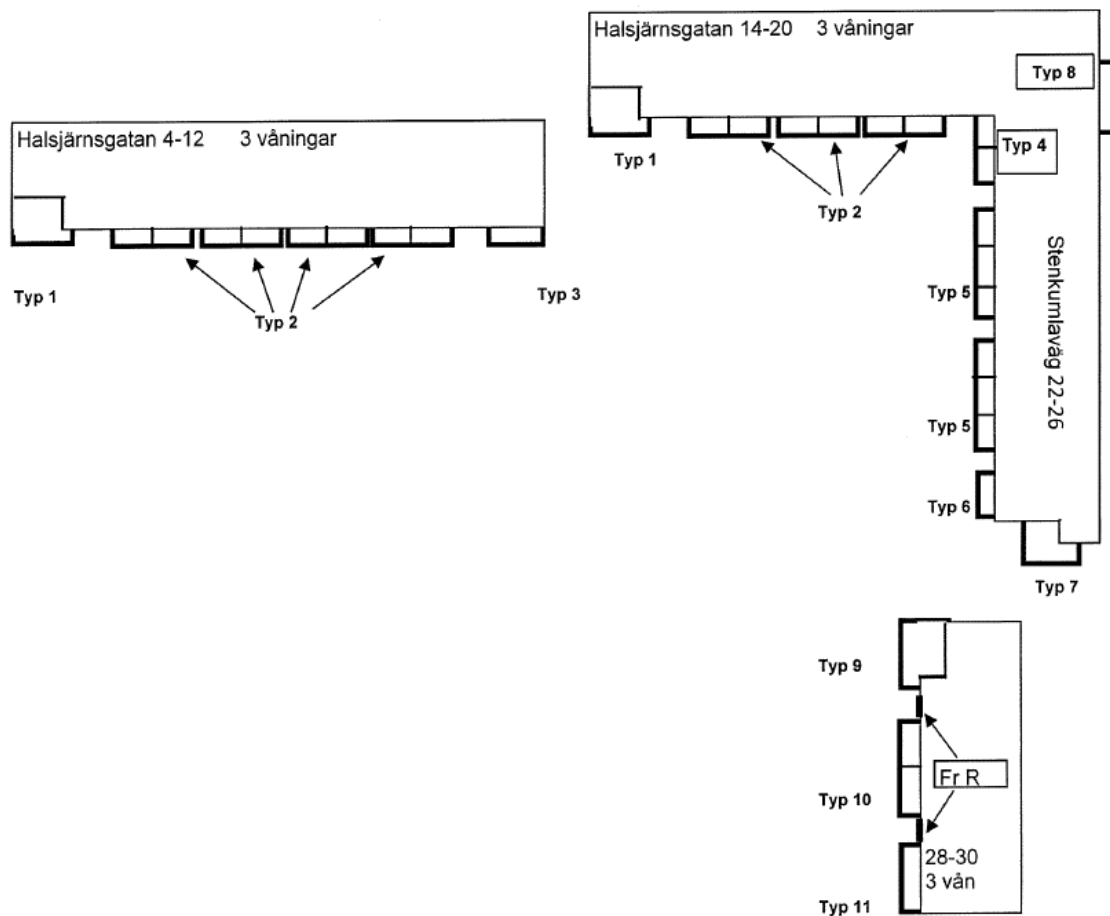 Halsjärnsgatan 14-20 3 våningar
Typ 8
Halsjärnsgatan 4-12 3 våningar
Typ 1
Typ 4
Typ 2
Typ 1
Typ 3
Typ 2
Typ 5
Stenkumlaväg 22-26
Typ 5
Typ 6
Typ 7
Typ 9
Fr R
Typ 10
28-30
3 vån
Typ 11